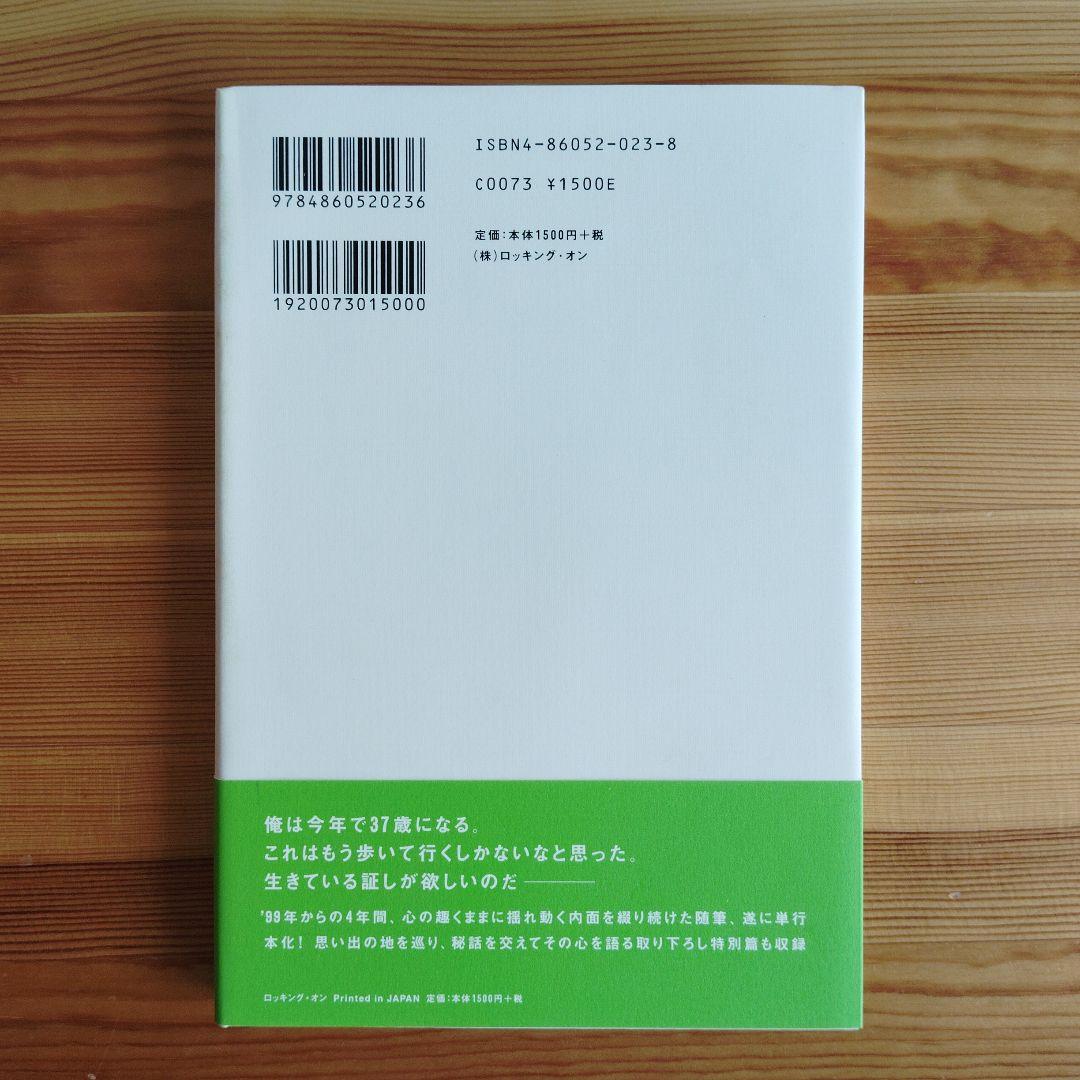 ISBN4-86052-023-8
C0073 ¥1500E
9784860520236
定価:本体1500円+税
(株)ロッキング・オン
1920073015000
俺は今年で37歳になる。
これはもう歩いて行くしかないなと思った。
生きている証しが欲しいのだ———
'99年からの4年間、心の趣くままに揺れ動く内面を綴り続けた随筆、遂に単行
本化! 思い出の地を巡り、秘話を交えてその心を語る取り下ろし特別篇も収録
ロッキング・オン Printed in JAPAN 定価:本体1500円+税